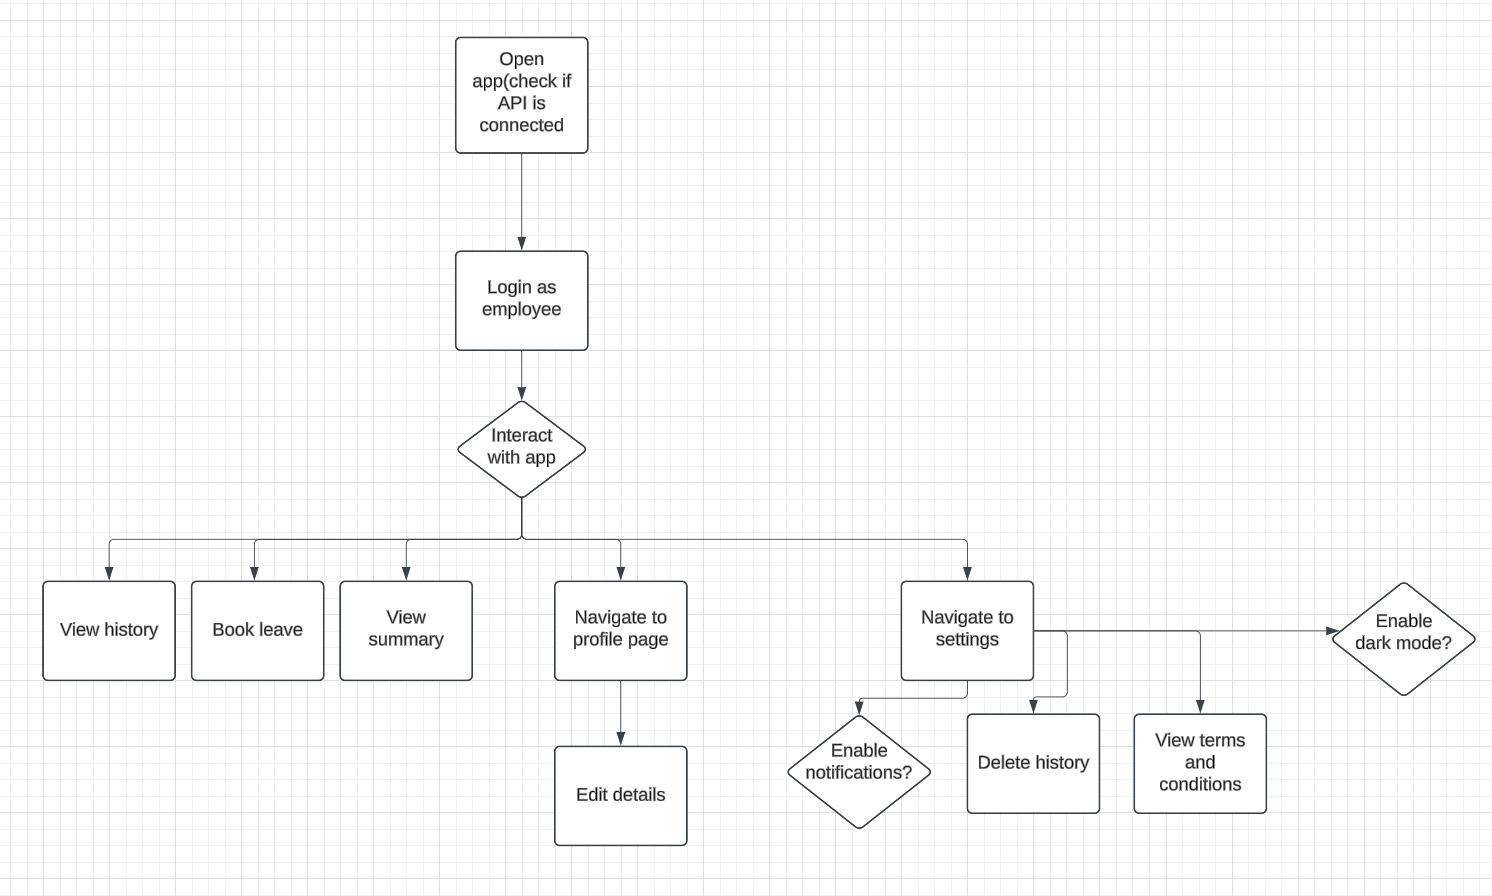 Open
app(check if
API is
connected
Login as
employee
Interact
with app
View history
Book leave
View
summary
Navigate to
profile page
Navigate to
settings
Enable
dark mode?
Edit details
Enable
notifications?
Delete history
View terms
and
conditions